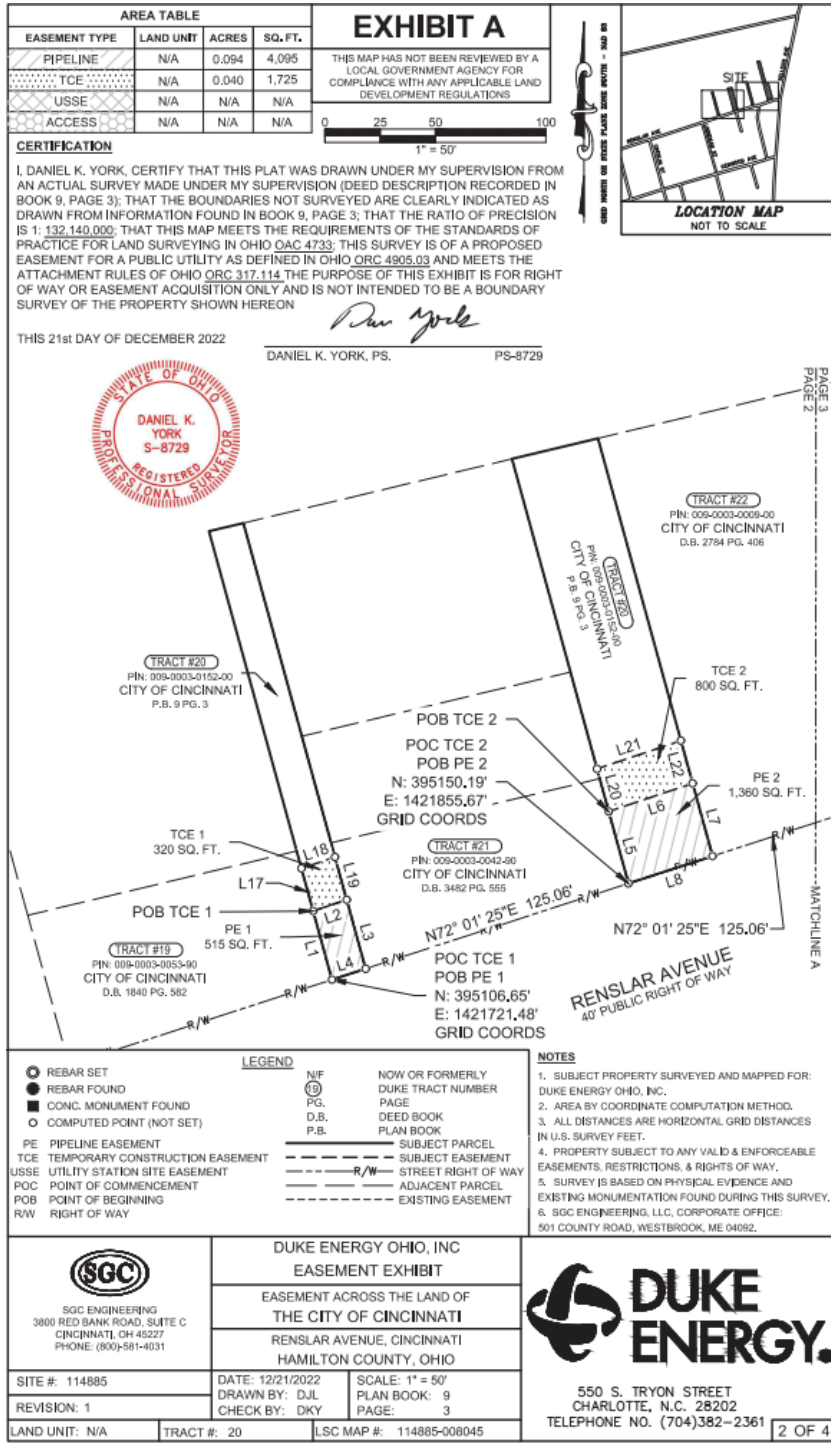 AREA TABLE
EASEMENT TYPE LAND UNIT ACRES SQ. FT.
PIPELINE N/A 0.094 4,095
TCE N/A 0.040 1,725
USSE N/A N/A N/A
ACCESS N/A N/A N/A
EXHIBIT A
THIS MAP HAS NOT BEEN REVIEWED BY A
LOCAL GOVERNMENT AGENCY FOR
COMPLIANCE WITH ANY APPLICABLE LAND
DEVELOPMENT REGULATIONS
0 25 50 100
1" = 50'
GRID NORTH OH STATE PLANE ZONE SOUTH - NAD 83
SITE
RENSLAR AVE
LOCATION MAP
NOT TO SCALE
CERTIFICATION
I, DANIEL K. YORK, CERTIFY THAT THIS PLAT WAS DRAWN UNDER MY SUPERVISION FROM
AN ACTUAL SURVEY MADE UNDER MY SUPERVISION (DEED DESCRIPTION RECORDED IN
BOOK 9, PAGE 3); THAT THE BOUNDARIES NOT SURVEYED ARE CLEARLY INDICATED AS
DRAWN FROM INFORMATION FOUND IN BOOK 9, PAGE 3; THAT THE RATIO OF PRECISION
IS 1: 132,140,000; THAT THIS MAP MEETS THE REQUIREMENTS OF THE STANDARDS OF
PRACTICE FOR LAND SURVEYING IN OHIO OAC 4733; THIS SURVEY IS OF A PROPOSED
EASEMENT FOR A PUBLIC UTILITY AS DEFINED IN OHIO ORC 4905.03 AND MEETS THE
ATTACHMENT RULES OF OHIO ORC 317.114 THE PURPOSE OF THIS EXHIBIT IS FOR RIGHT
OF WAY OR EASEMENT ACQUISITION ONLY AND IS NOT INTENDED TO BE A BOUNDARY
SURVEY OF THE PROPERTY SHOWN HEREON
Dan York
THIS 21st DAY OF DECEMBER 2022
DANIEL K. YORK, PS. PS-8729
STATE OF OHIO
DANIEL K.
YORK
S-8729
REGISTERED
PROFESSIONAL SURVEYOR
PAGE 3
PAGE 2
TRACT #22
PIN: 009-0003-0009-00
CITY OF CINCINNATI
D.B. 2784 PG. 406
TRACT #20
PIN: 009-0003-0152-00
CITY OF CINCINNATI
P.B. 9 PG. 3
TRACT #20
PIN: 009-0003-0152-00
CITY OF CINCINNATI
P.B. 9 PG. 3
TCE 2
800 SQ. FT.
POB TCE 2
POC TCE 2
POB PE 2
N: 395150.19'
E: 1421855.67'
GRID COORDS
L21
L20
L22
L6
PE 2
1,360 SQ. FT.
L5
L7
L8
R/W
R/W
TCE 1
320 SQ. FT.
L18
L17
L19
TRACT #21
PIN: 009-0003-0042-90
CITY OF CINCINNATI
D.B. 3482 PG. 555
R/W
POB TCE 1
L2
PE 1
515 SQ. FT.
L1
L3
L4
R/W
N72° 01' 25"E 125.06'
R/W
N72° 01' 25"E 125.06'
MATCHLINE A
TRACT #19
PIN: 009-0003-0053-90
CITY OF CINCINNATI
D.B. 1840 PG. 582
POC TCE 1
POB PE 1
N: 395106.65'
E: 1421721.48'
GRID COORDS
RENSLAR AVENUE
40' PUBLIC RIGHT OF WAY
R/W
R/W
LEGEND
REBAR SET
REBAR FOUND
CONC. MONUMENT FOUND
COMPUTED POINT (NOT SET)
PE PIPELINE EASEMENT
TCE TEMPORARY CONSTRUCTION EASEMENT
USSE UTILITY STATION SITE EASEMENT
POC POINT OF COMMENCEMENT
POB POINT OF BEGINNING
R/W RIGHT OF WAY
N/F NOW OR FORMERLY
19 DUKE TRACT NUMBER
PG. PAGE
D.B. DEED BOOK
P.B. PLAN BOOK
SUBJECT PARCEL
SUBJECT EASEMENT
R/W STREET RIGHT OF WAY
ADJACENT PARCEL
EXISTING EASEMENT
NOTES
1. SUBJECT PROPERTY SURVEYED AND MAPPED FOR:
DUKE ENERGY OHIO, INC.
2. AREA BY COORDINATE COMPUTATION METHOD.
3. ALL DISTANCES ARE HORIZONTAL GRID DISTANCES
IN U.S. SURVEY FEET.
4. PROPERTY SUBJECT TO ANY VALID & ENFORCEABLE
EASEMENTS, RESTRICTIONS, & RIGHTS OF WAY.
5. SURVEY IS BASED ON PHYSICAL EVIDENCE AND
EXISTING MONUMENTATION FOUND DURING THIS SURVEY.
6. SGC ENGINEERING, LLC, CORPORATE OFFICE:
501 COUNTY ROAD, WESTBROOK, ME 04092.
SGC
SGC ENGINEERING
3800 RED BANK ROAD, SUITE C
CINCINNATI, OH 45227
PHONE: (800)-581-4031
DUKE ENERGY OHIO, INC
EASEMENT EXHIBIT
EASEMENT ACROSS THE LAND OF
THE CITY OF CINCINNATI
RENSLAR AVENUE, CINCINNATI
HAMILTON COUNTY, OHIO
SITE #: 114885
REVISION: 1
DATE: 12/21/2022
DRAWN BY: DJL
CHECK BY: DKY
SCALE: 1" = 50'
PLAN BOOK: 9
PAGE: 3
LAND UNIT: N/A
TRACT #: 20
LSC MAP #: 114885-008045
DUKE
ENERGY.
550 S. TRYON STREET
CHARLOTTE, N.C. 28202
TELEPHONE NO. (704)382-2361
2 OF 4